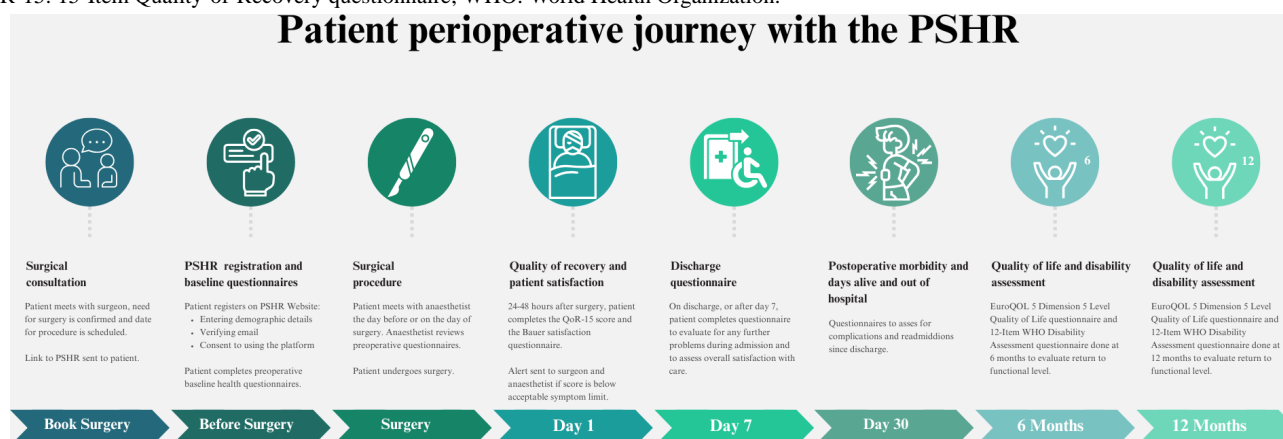 R-15: 15-Item Quality-of-Recovery questionnaire; WHO: World Health Organization.
Patient perioperative journey with the PSHR
6
12
Surgical
consultation
Patient meets with surgeon, need
for surgery is confirmed and date
for procedure is scheduled.
Link to PSHR sent to patient.
PSHR registration and
baseline questionnaires
Patient registers on PSHR Website:
• Entering demographic details
• Verifying email
• Consent to using the platform
Patient completes preoperative
baseline health questionnaires.
Surgical
procedure
Patient meets with anaesthetist
the day before or on the day of
surgery. Anaesthetist reviews
preoperative questionnaires.
Patient undergoes surgery.
Quality of recovery and
patient satisfaction
24-48 hours after surgery, patient
completes the QoR-15 score and
the Bauer satisfaction
questionnaire.
Alert sent to surgeon and
anaesthetist if score is below
acceptable symptom limit.
Discharge
questionnaire
On discharge, or after day 7,
patient completes questionnaire
to evaluate for any further
problems during admission and
to assess overall satisfaction with
care.
Postoperative morbidity and
days alive and out of
hospital
Questionnaires to asses for
complications and readmiddions
since discharge.
Quality of life and disability
assessment
EuroQOL 5 Dimension 5 Level
Quality of Life questionnaire and
12-Item WHO Disability
Assessment questionnaire done at
6 months to evaluate return to
functional level.
Quality of life and
disability assessment
EuroQOL 5 Dimension 5 Level
Quality of Life questionnaire and
12-Item WHO Disability
Assessment questionnaire done at
12 months to evaluate return to
functional level.
Book Surgery
Before Surgery
Surgery
Day 1
Day 7
Day 30
6 Months
12 Months